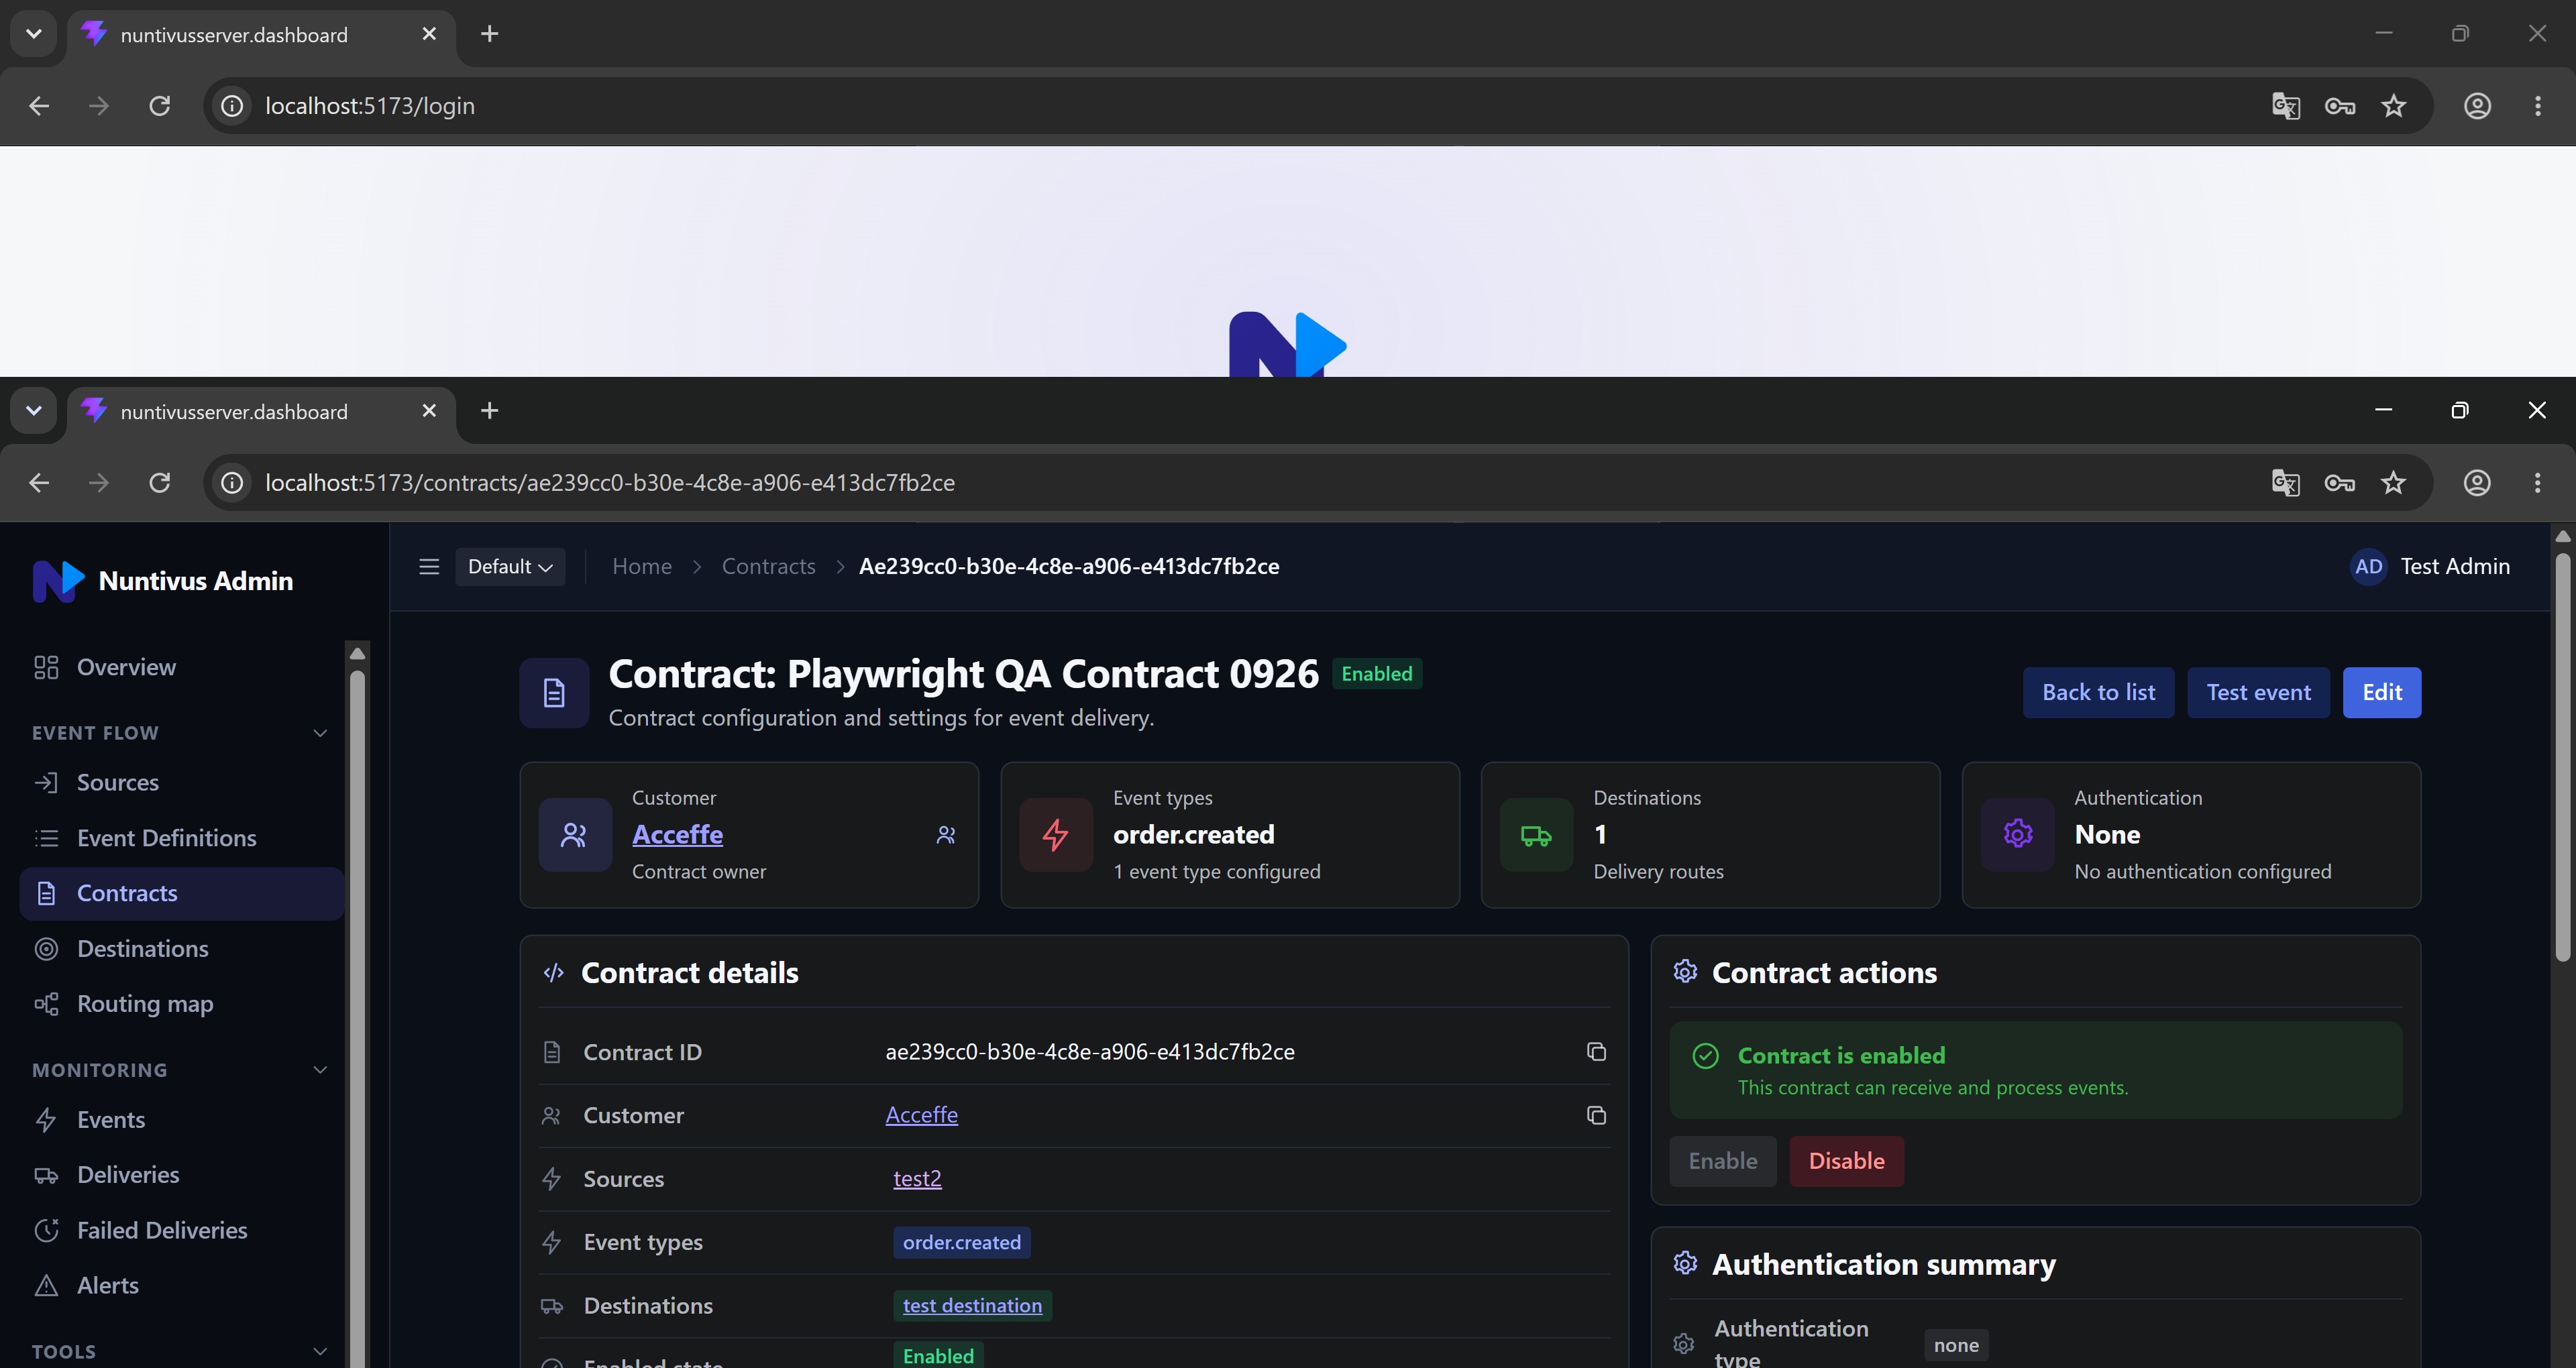 nuntivusserver.dashboard
localhost:5173/login
nuntivusserver.dashboard
localhost:5173/contracts/ae239cc0-b30e-4c8e-a906-e413dc7fb2ce
Nuntivus Admin
Default
Home
Contracts
Ae239cc0-b30e-4c8e-a906-e413dc7fb2ce
AD
Test Admin
Overview
EVENT FLOW
Sources
Event Definitions
Contracts
Destinations
Routing map
MONITORING
Events
Deliveries
Failed Deliveries
Alerts
TOOLS
Contract: Playwright QA Contract 0926
Enabled
Contract configuration and settings for event delivery.
Back to list
Test event
Edit
Customer
Acceffe
Contract owner
Event types
order.created
1 event type configured
Destinations
1
Delivery routes
Authentication
None
No authentication configured
Contract details
Contract ID
ae239cc0-b30e-4c8e-a906-e413dc7fb2ce
Customer
Acceffe
Sources
test2
Event types
order.created
Destinations
test destination
Enabled state
Enabled
Contract actions
Contract is enabled
This contract can receive and process events.
Enable
Disable
Authentication summary
Authentication
type
none